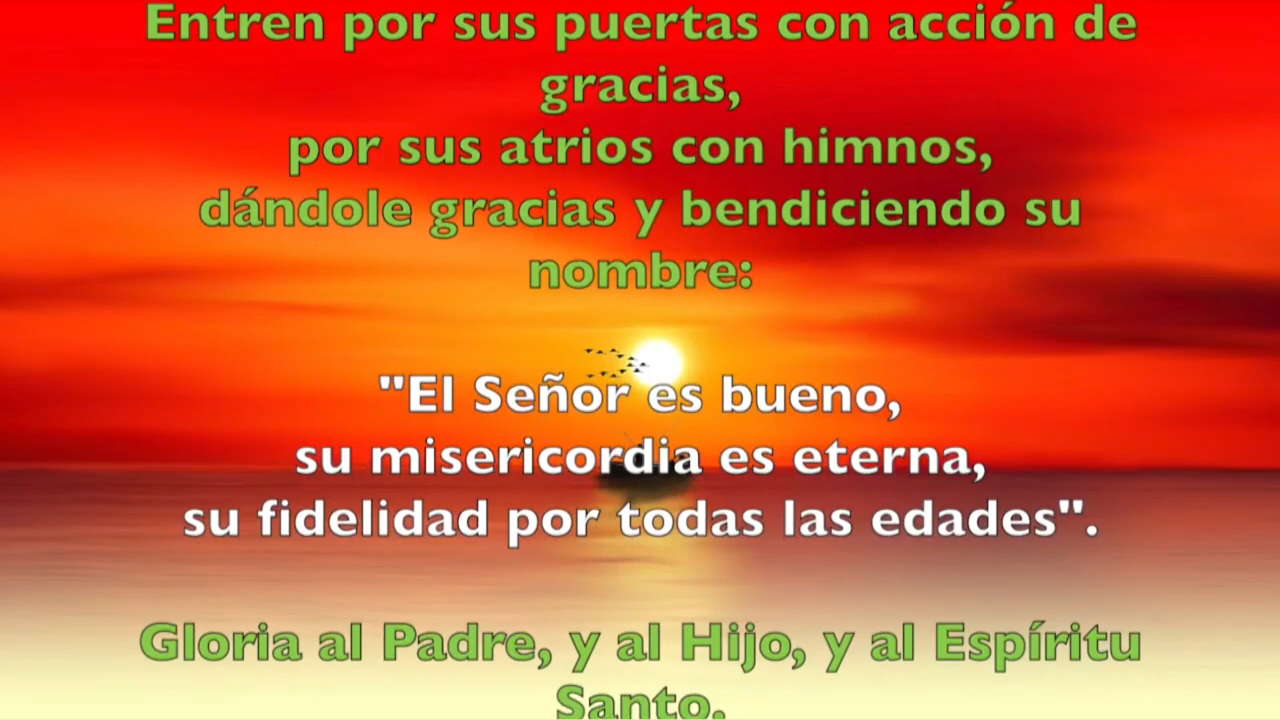 Entren por sus puertas con acción de
gracias,
por sus atrios con himnos,
dándole gracias y bendiciendo su
nombre:
"El Señor es bueno,
su misericordia es eterna,
su fidelidad por todas las edades".
Gloria al Padre, y al Hijo, y al Espíritu
Santo.